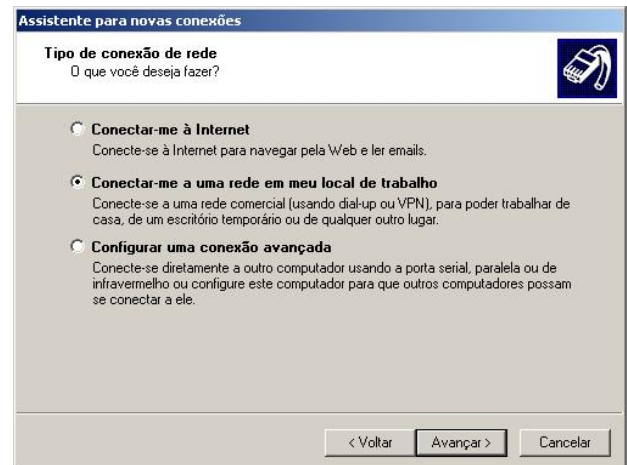 Assistente para novas conexões
Tipo de conexão de rede
O que você deseja fazer?
Conectar-me à Internet
Conecte-se à Internet para navegar pela Web e ler emails.
Conectar-me a uma rede em meu local de trabalho
Conecte-se a uma rede comercial (usando dial-up ou VPN), para poder trabalhar de
casa, de um escritório temporário ou de qualquer outro lugar.
Configurar uma conexão avançada
Conecte-se diretamente a outro computador usando a porta serial, paralela ou de
infravermelho ou configure este computador para que outros computadores possam
se conectar a ele.
< Voltar Avançar > Cancelar